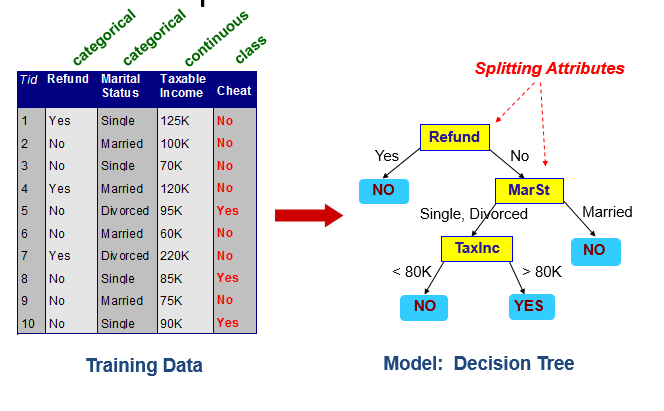 categorical
categorical
continuous
class
Tid Refund Marital Status Taxable Income Cheat
1 Yes Single 125K No
2 No Married 100K No
3 No Single 70K No
4 Yes Married 120K No
5 No Divorced 95K Yes
6 No Married 60K No
7 Yes Divorced 220K No
8 No Single 85K Yes
9 No Married 75K No
10 No Single 90K Yes
Training Data
Splitting Attributes
Refund
Yes No
NO MarSt
Single, Divorced Married
TaxInc NO
< 80K > 80K
NO YES
Model: Decision Tree